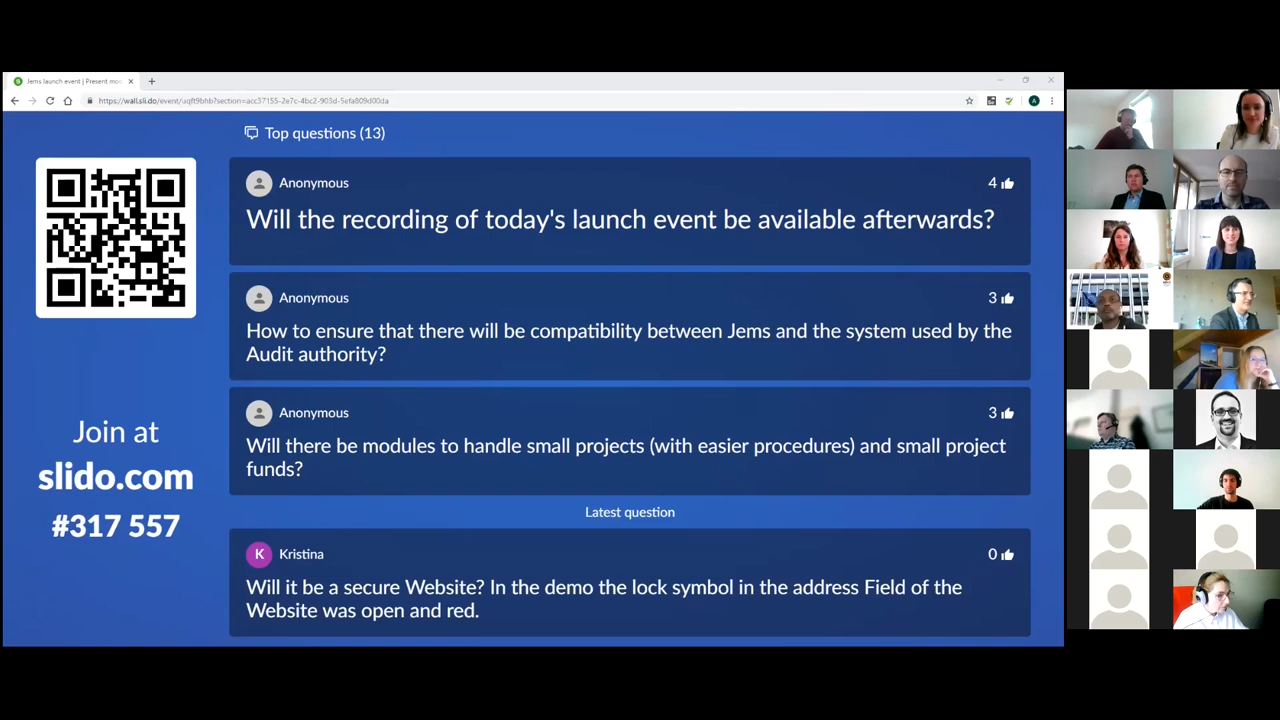 Jems launch event | Present mo
https://wall.sli.do/event/uqft9bhb?section=acc37155-2e7c-4bc2-903d-5efa809d00da
A
Top questions (13)
Anonymous
4
Will the recording of today's launch event be available afterwards?
Anonymous
3
How to ensure that there will be compatibility between Jems and the system used by the
Audit authority?
Anonymous
3
Will there be modules to handle small projects (with easier procedures) and small project
funds?
Join at
slido.com
#317 557
Latest question
K
Kristina
0
Will it be a secure Website? In the demo the lock symbol in the address Field of the
Website was open and red.